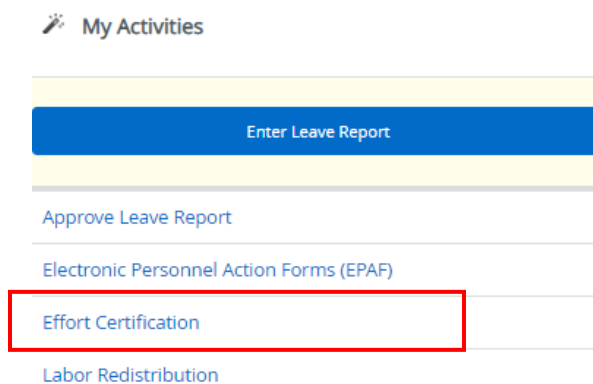 My Activities
Enter Leave Report
Approve Leave Report
Electronic Personnel Action Forms (EPAF)
Effort Certification
Labor Redistribution